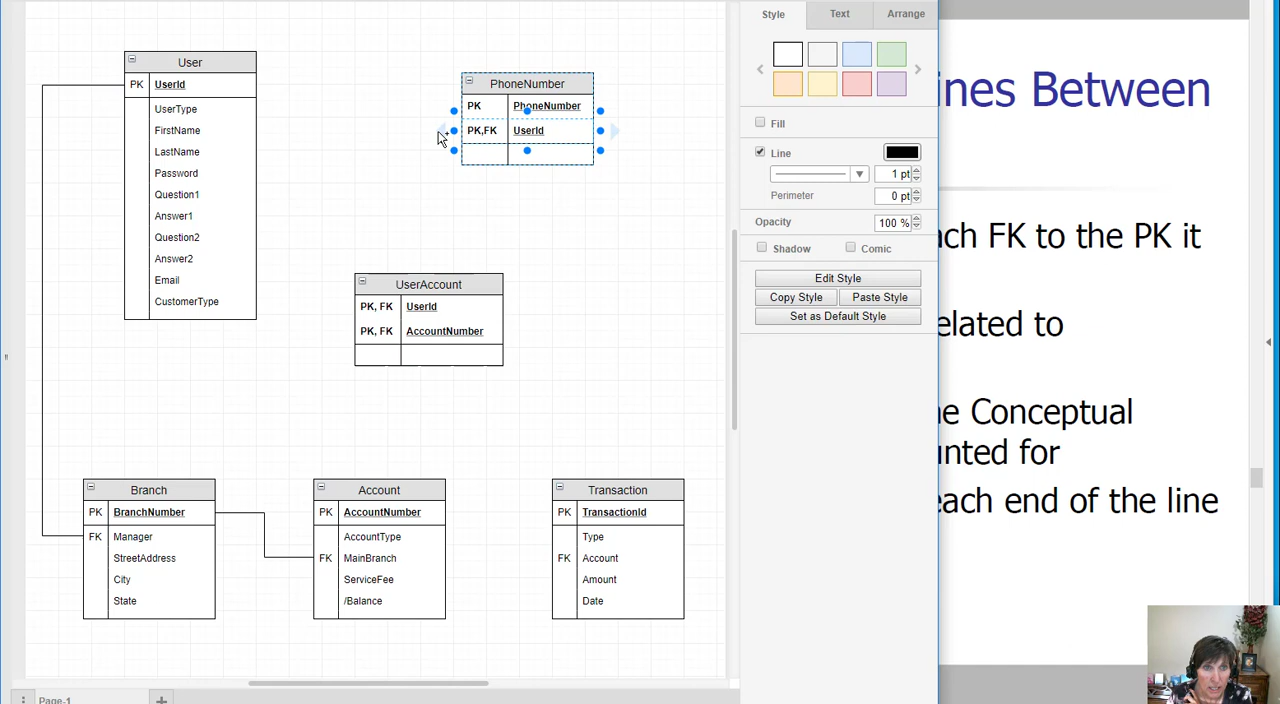 User
PK UserId
UserType
FirstName
LastName
Password
Question1
Answer1
Question2
Answer2
Email
CustomerType
PhoneNumber
PK PhoneNumber
PK,FK UserId
UserAccount
PK, FK UserId
PK, FK AccountNumber
Branch
PK BranchNumber
FK Manager
StreetAddress
City
State
Account
PK AccountNumber
AccountType
FK MainBranch
ServiceFee
/Balance
Transaction
PK TransactionId
Type
FK Account
Amount
Date
Page-1
Style Text Arrange
Fill
Line
1 pt
Perimeter 0 pt
Opacity 100 %
Shadow Comic
Edit Style
Copy Style Paste Style
Set as Default Style
ines Between
ach FK to the PK it
elated to
e Conceptual
unted for
each end of the line